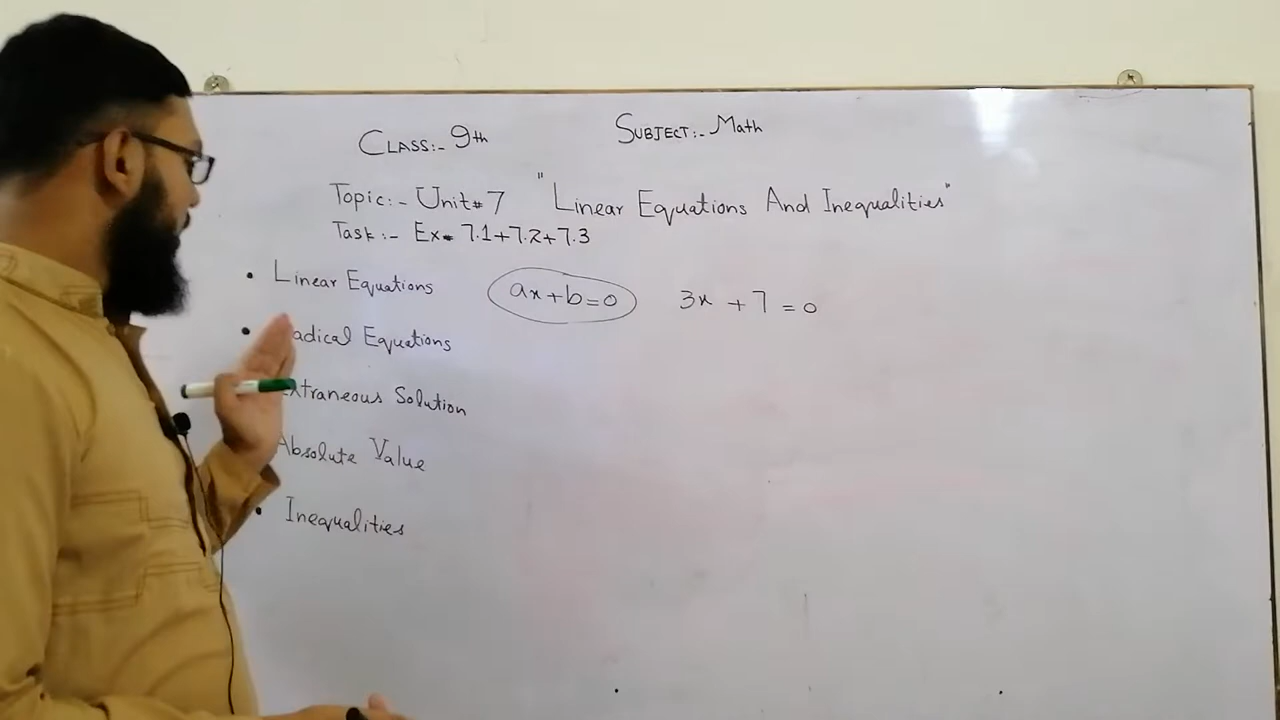 CLASS:- 9th SUBJECT:- Math
Topic:- Unit# 7 "Linear Equations And Inequalities"
Task:- Ex- 7.1+7.2+7.3
• Linear Equations ax+b=0 3x + 7 = 0
• adical Equations
xtraneous Solution
Absolute Value
• Inequalities